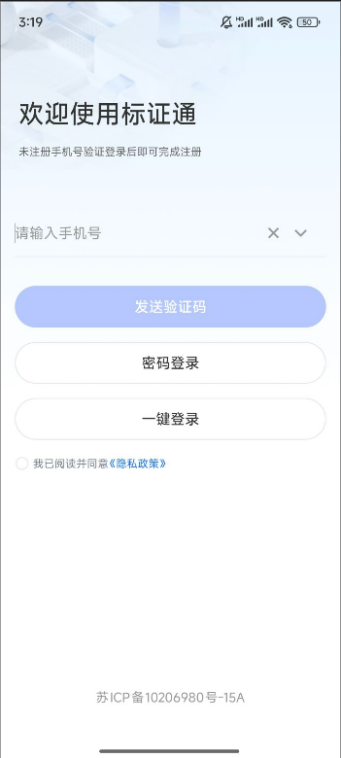 3:19
HD HD 50
欢迎使用标证通
未注册手机号验证登录后即可完成注册
请输入手机号
发送验证码
密码登录
一键登录
我已阅读并同意《隐私政策》
苏ICP备10206980号-15A